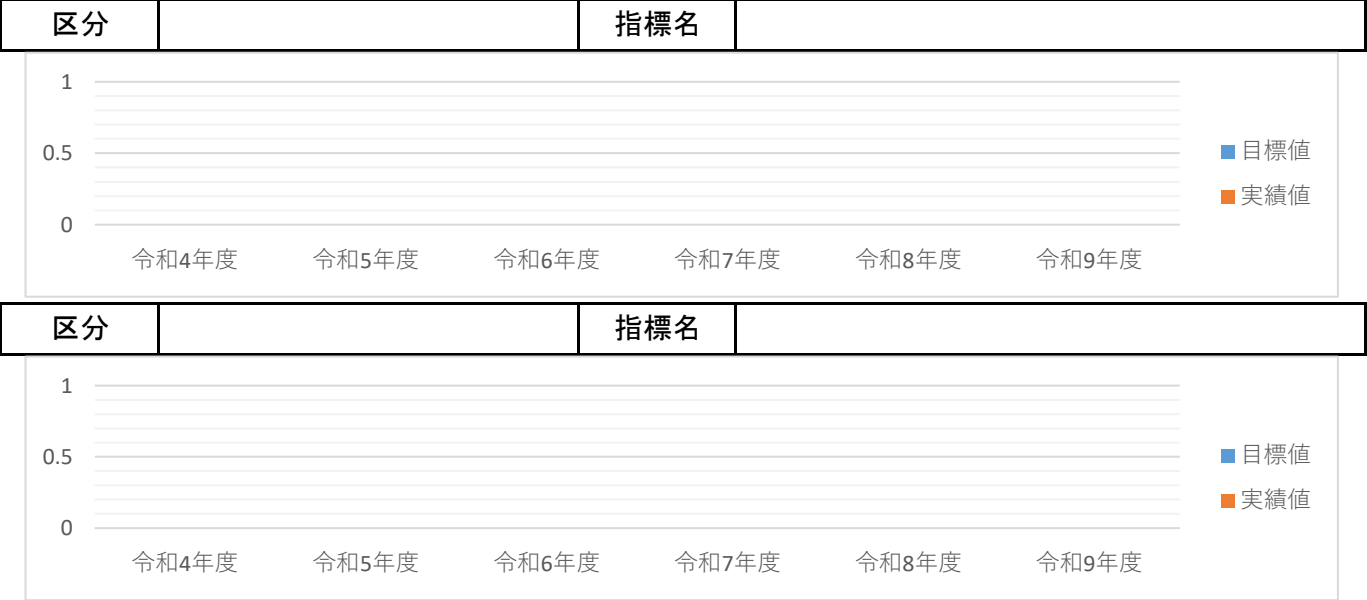 区分 指標名
1
0.5
0
目標値
実績値
令和4年度 令和5年度 令和6年度 令和7年度 令和8年度 令和9年度
区分 指標名
1
0.5
0
目標値
実績値
令和4年度 令和5年度 令和6年度 令和7年度 令和8年度 令和9年度